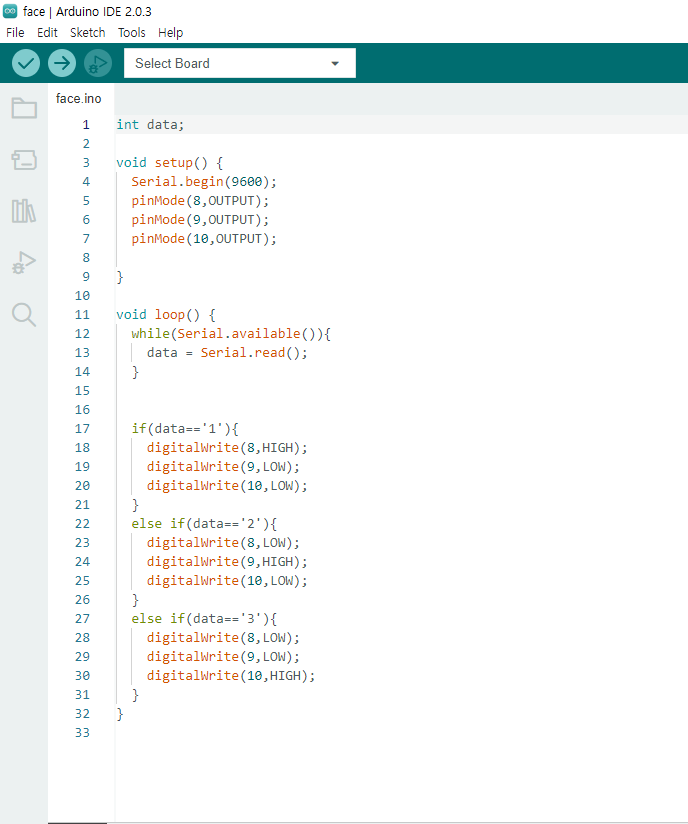 face | Arduino IDE 2.0.3
File Edit Sketch Tools Help
Select Board
face.ino
1 int data;
2
3 void setup() {
4   Serial.begin(9600);
5   pinMode(8,OUTPUT);
6   pinMode(9,OUTPUT);
7   pinMode(10,OUTPUT);
8
9 }
10
11 void loop() {
12   while(Serial.available()){
13     data = Serial.read();
14   }
15
16
17   if(data=='1'){
18     digitalWrite(8,HIGH);
19     digitalWrite(9,LOW);
20     digitalWrite(10,LOW);
21   }
22   else if(data=='2'){
23     digitalWrite(8,LOW);
24     digitalWrite(9,HIGH);
25     digitalWrite(10,LOW);
26   }
27   else if(data=='3'){
28     digitalWrite(8,LOW);
29     digitalWrite(9,LOW);
30     digitalWrite(10,HIGH);
31   }
32 }
33